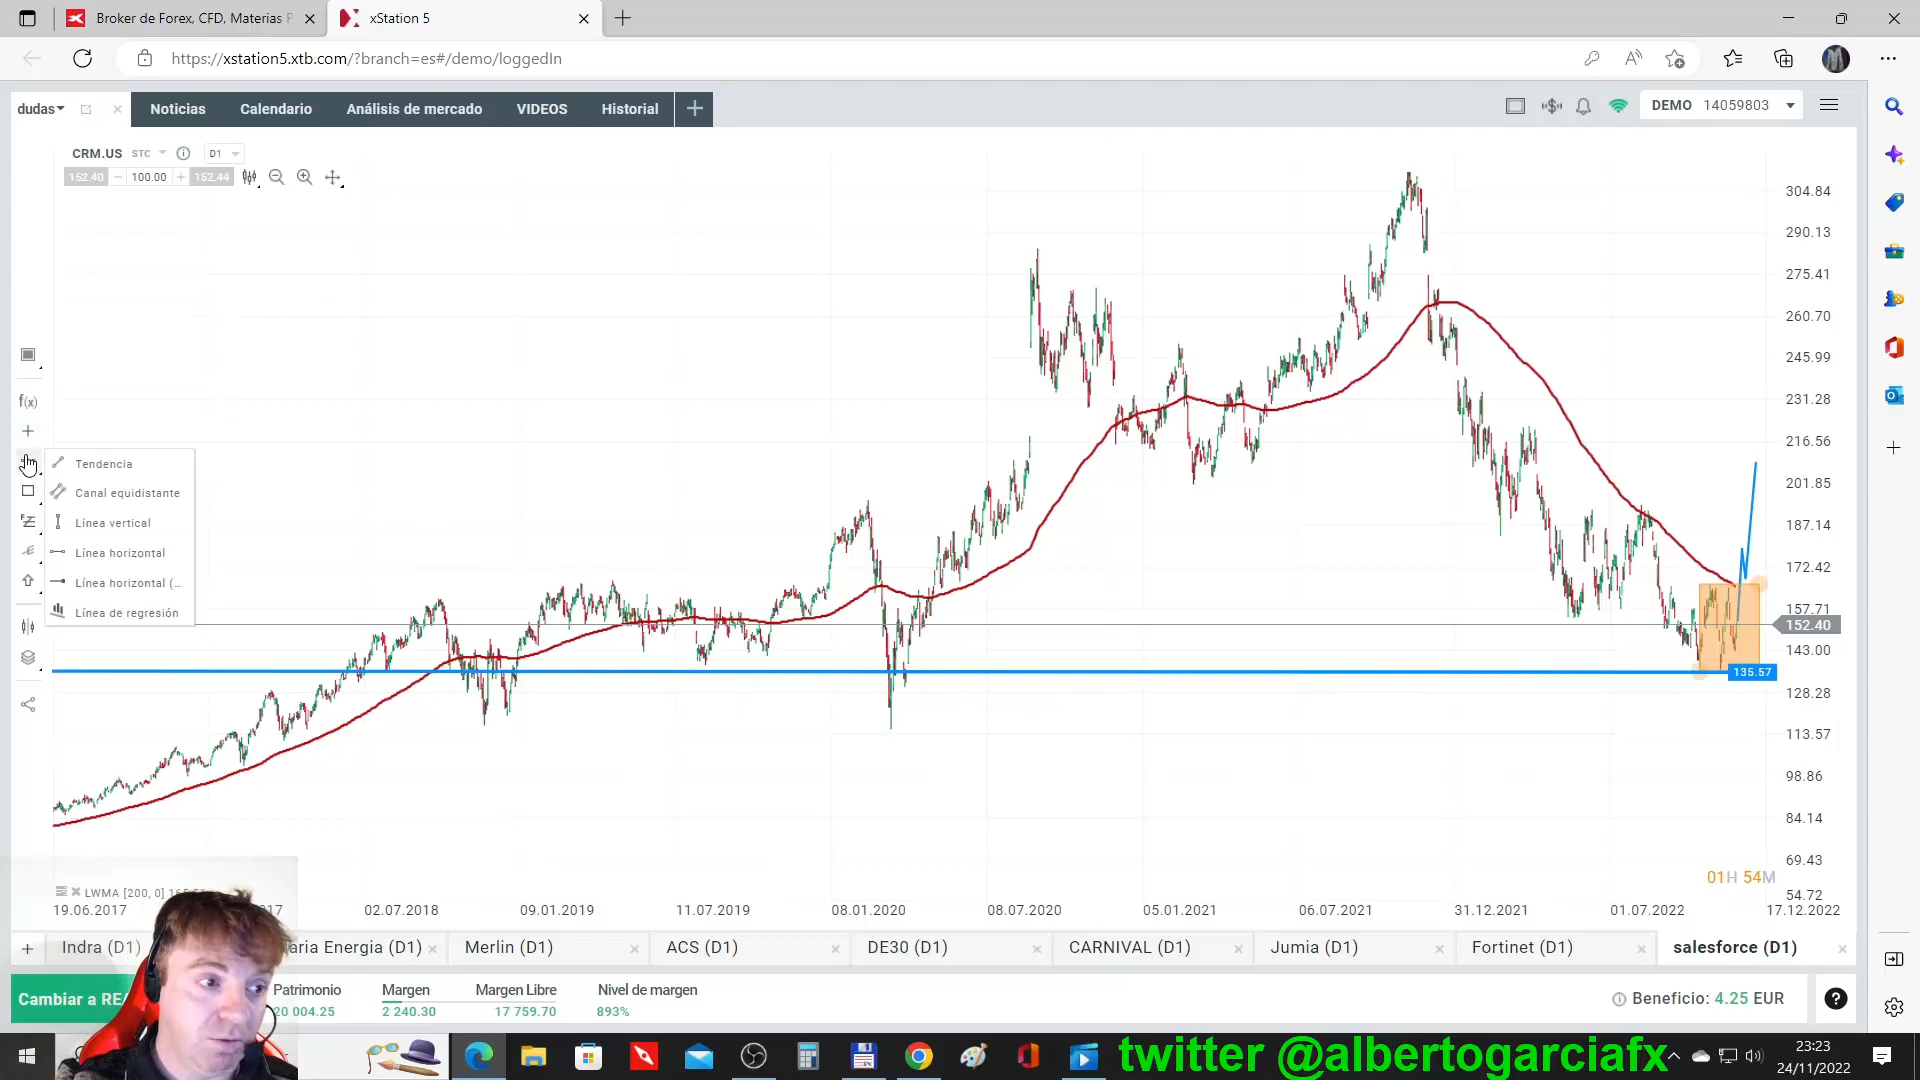 Broker de Forex, CFD, Materias P
xStation 5
https://xstation5.xtb.com/?branch=es#/demo/loggedIn
dudas
Noticias
Calendario
Análisis de mercado
VIDEOS
Historial
DEMO 14059803
CRM.US STC D1
152.40 − 100.00 + 152.44
304.84
290.13
275.41
260.70
245.99
231.28
216.56
201.85
187.14
172.42
157.71
152.40
143.00
135.57
128.28
113.57
98.86
84.14
69.43
54.72
f(x)
Tendencia
Canal equidistante
Línea vertical
Línea horizontal
Línea horizontal (...
Línea de regresión
01H 54M
LWMA [200, 0]
19.06.2017
02.07.2018
09.01.2019
11.07.2019
08.01.2020
08.07.2020
05.01.2021
06.07.2021
31.12.2021
01.07.2022
17.12.2022
Indra (D1)
aria Energia (D1)
Merlin (D1)
ACS (D1)
DE30 (D1)
CARNIVAL (D1)
Jumia (D1)
Fortinet (D1)
salesforce (D1)
Cambiar a RE
Patrimonio
20 004.25
Margen
2 240.30
Margen Libre
17 759.70
Nivel de margen
893%
Beneficio: 4.25 EUR
twitter @albertogarciafx
23:23
24/11/2022